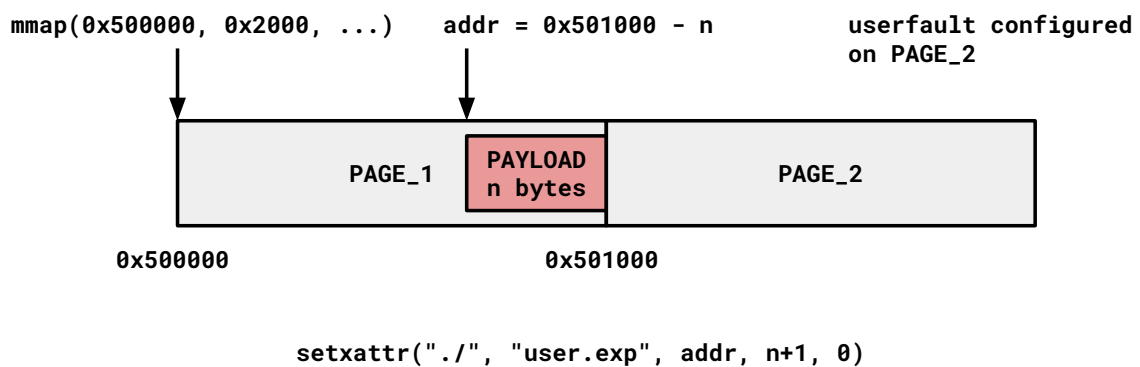 mmap(0x500000, 0x2000, ...)
addr = 0x501000 - n
userfault configured
on PAGE_2
PAGE_1
PAYLOAD
n bytes
PAGE_2
0x500000
0x501000
setxattr("./", "user.exp", addr, n+1, 0)